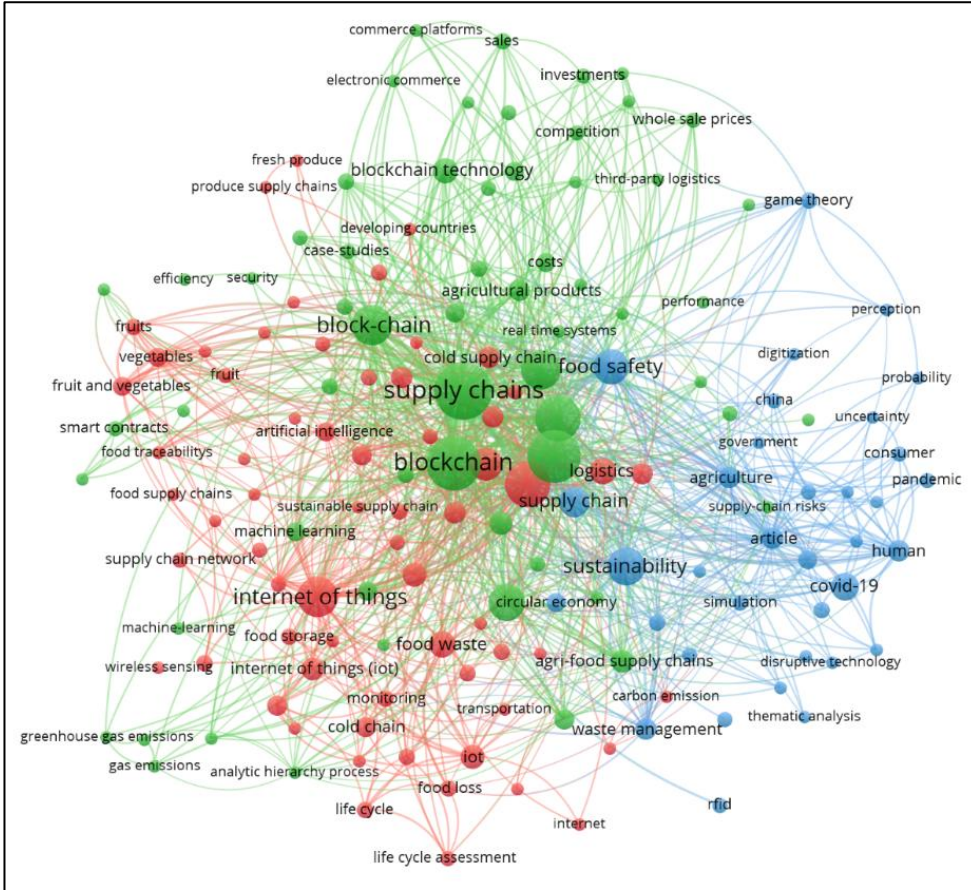 commerce platforms
sales
electronic commerce
investments
whole sale prices
competition
fresh produce
blockchain technology
produce supply chains
third-party logistics
game theory
developing countries
case-studies
costs
efficiency
security
agricultural products
performance
perception
fruits
block-chain
real time systems
vegetables
cold supply chain
food safety
digitization
fruit
probability
fruit and vegetables
supply chains
china
uncertainty
smart contracts
artificial intelligence
government
food traceabilitys
blockchain
consumer
logistics
agriculture
pandemic
food supply chains
sustainable supply chain
supply chain
supply-chain risks
machine learning
article
supply chain network
human
sustainability
covid-19
internet of things
circular economy
simulation
machine-learning
food storage
food waste
wireless sensing
internet of things (iot)
agri-food supply chains
disruptive technology
monitoring
carbon emission
transportation
thematic analysis
cold chain
waste management
greenhouse gas emissions
iot
gas emissions
analytic hierarchy process
food loss
rfid
life cycle
internet
life cycle assessment